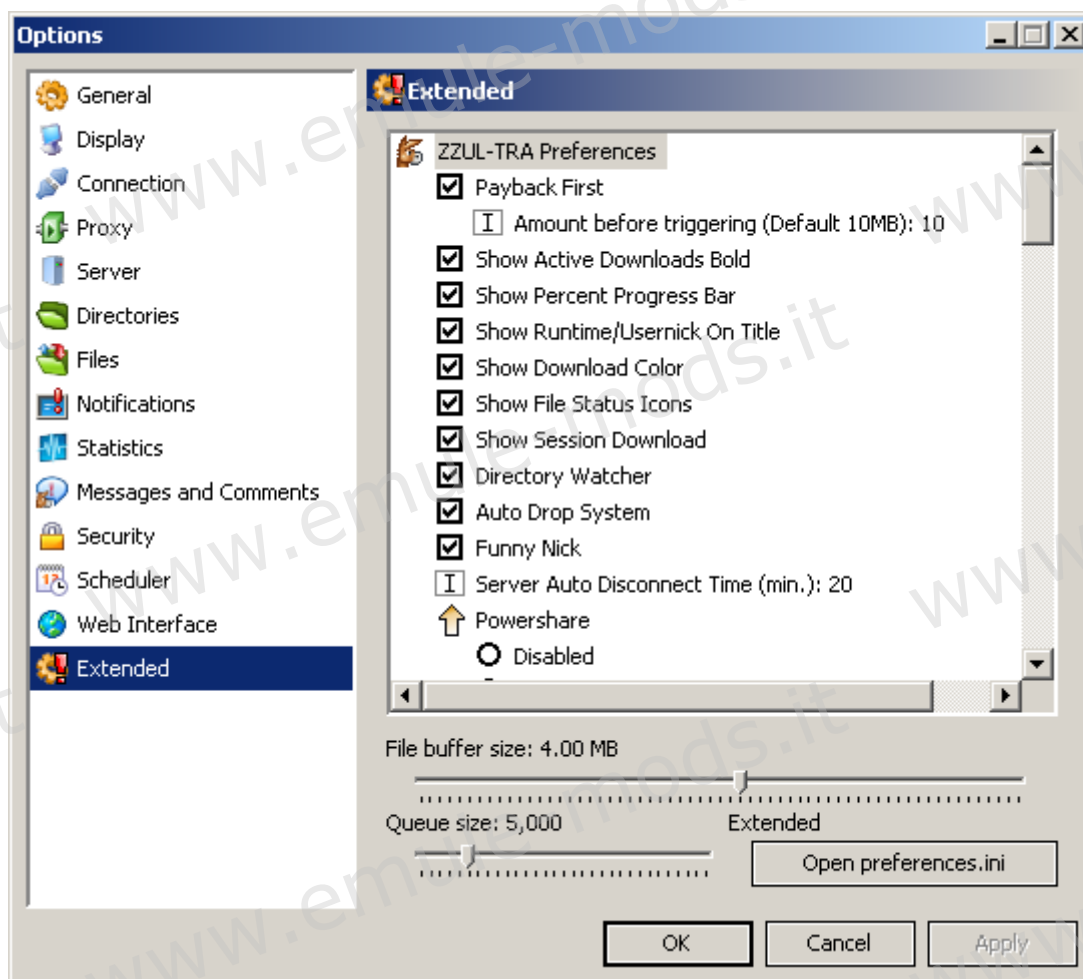 Options
General
Display
Connection
Proxy
Server
Directories
Files
Notifications
Statistics
Messages and Comments
Security
Scheduler
Web Interface
Extended
Extended
ZZUL-TRA Preferences
Payback First
Amount before triggering (Default 10MB): 10
Show Active Downloads Bold
Show Percent Progress Bar
Show Runtime/Usernick On Title
Show Download Color
Show File Status Icons
Show Session Download
Directory Watcher
Auto Drop System
Funny Nick
Server Auto Disconnect Time (min.): 20
Powershare
Disabled
File buffer size: 4.00 MB
Queue size: 5,000
Extended
Open preferences.ini
OK
Cancel
Apply
www.emule-mods.it